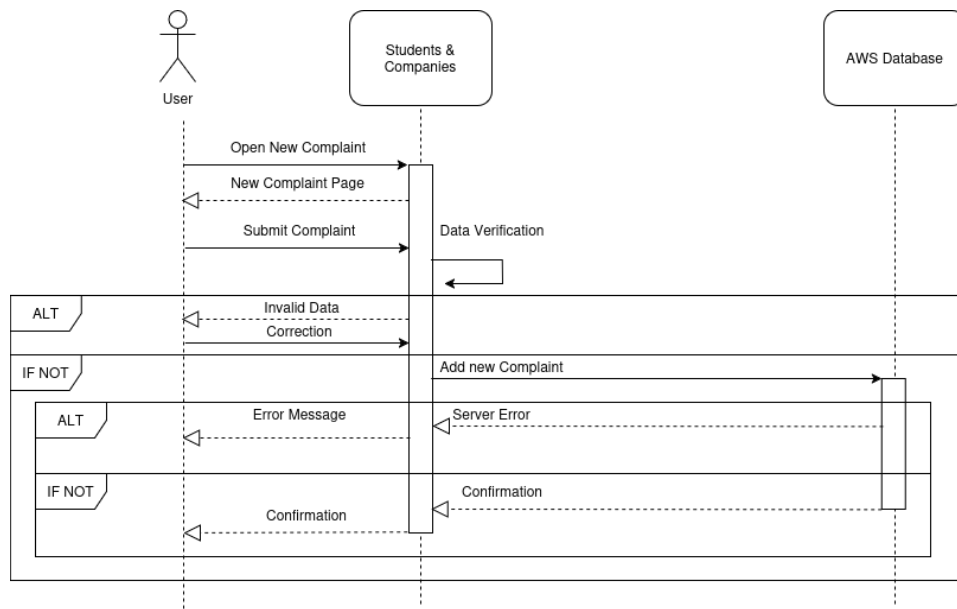 Students &
Companies
AWS Database
User
Open New Complaint
New Complaint Page
Submit Complaint
Data Verification
ALT
Invalid Data
Correction
IF NOT
Add new Complaint
ALT
Error Message
Server Error
IF NOT
Confirmation
Confirmation